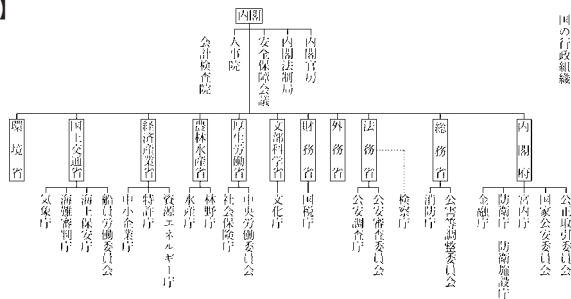 】
国の行政組織
内閣
内閣官房
内閣法制局
安全保障会議
人事院
会計検査院
内閣府
総務省
法務省
外務省
財務省
文部科学省
厚生労働省
農林水産省
経済産業省
国土交通省
環境省
公正取引委員会
国家公安委員会
宮内庁
防衛庁 防衛施設庁
金融庁
公害等調整委員会
消防庁
検察庁
公安審査委員会
公安調査庁
国税庁
文化庁
中央労働委員会
社会保険庁
林野庁
水産庁
資源エネルギー庁
特許庁
中小企業庁
船員労働委員会
海上保安庁
海難審判庁
気象庁